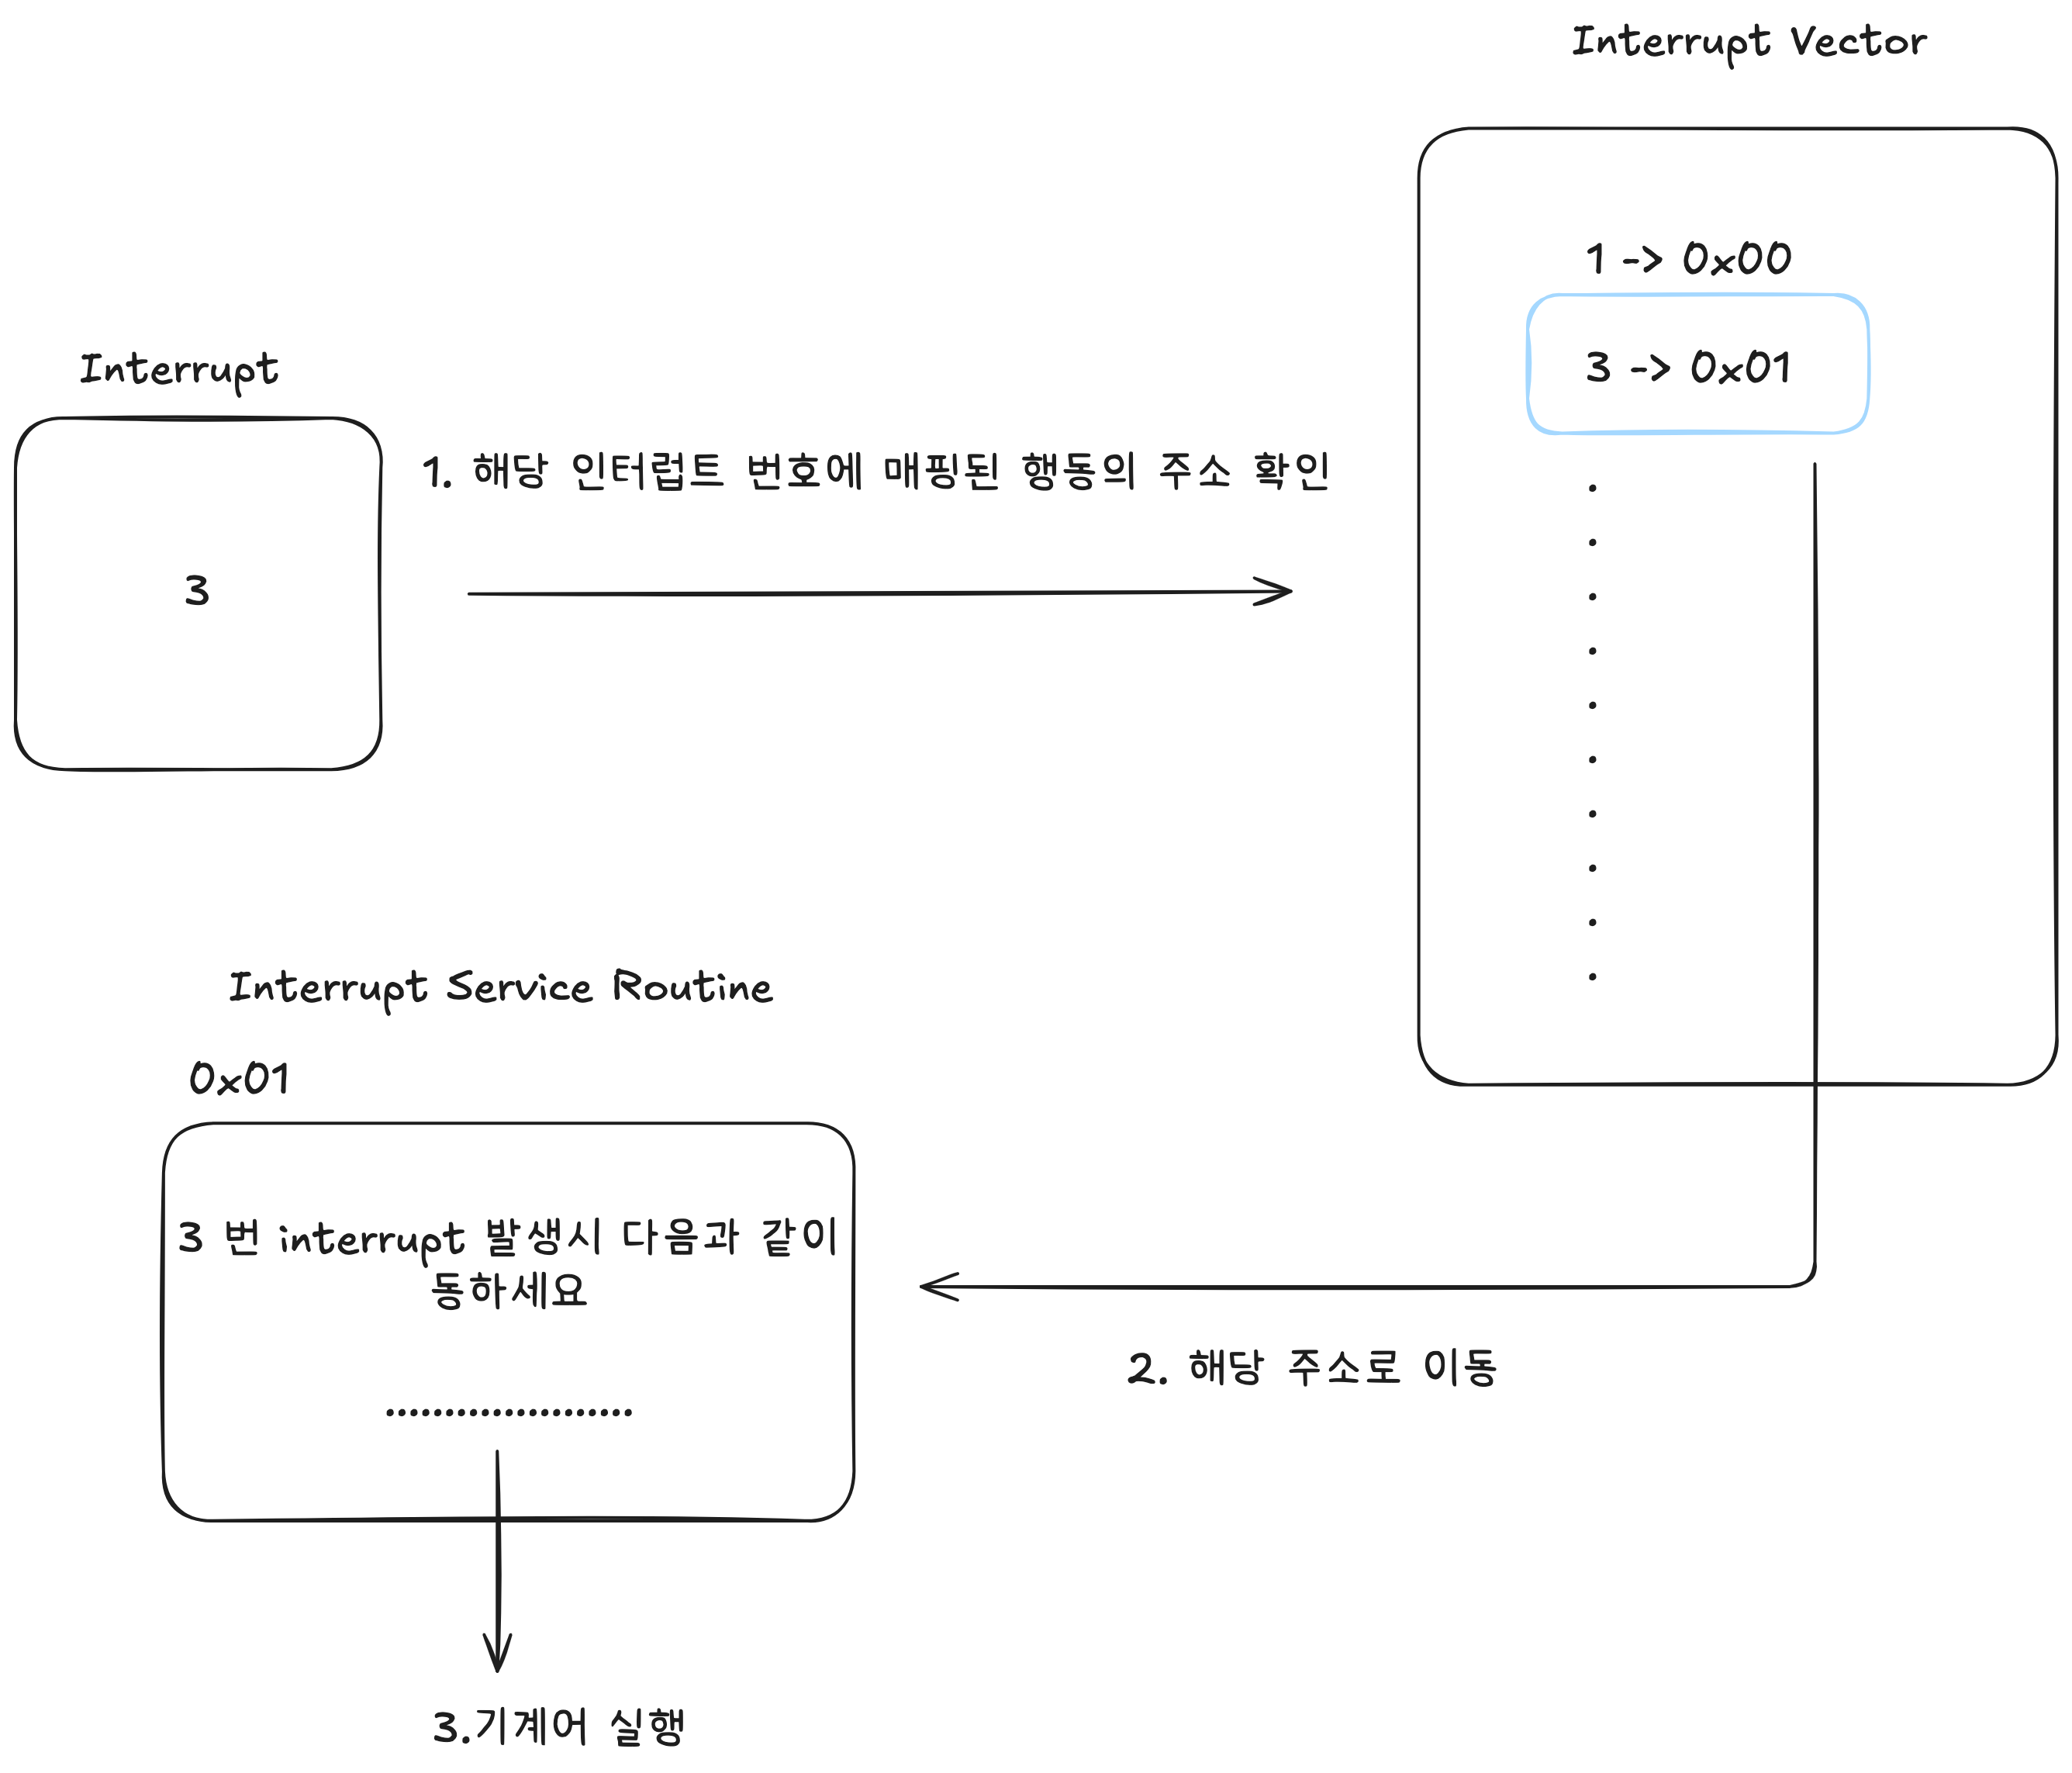 Interrupt Vector
1 -> 0x00
3 -> 0x01
Interrupt
3
1. 해당 인터럽트 번호에 매팽된 행동의 주소 확인
.
.
.
.
.
.
.
.
.
.
Interrupt Service Routine
0x01
3 번 interrupt 발생시 다음과 같이
동하세요
.....................
2. 해당 주소로 이동
3.기계어 실행